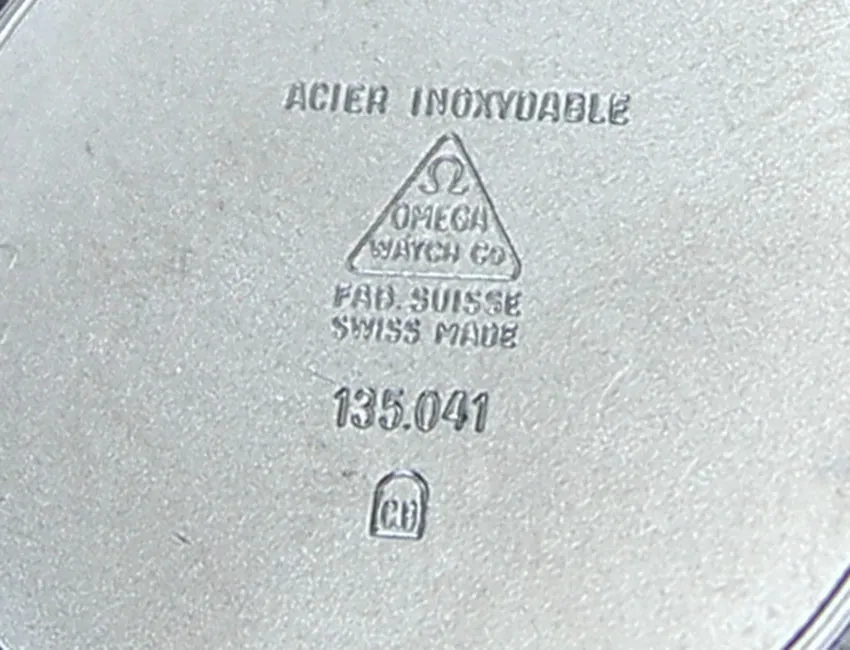 ACIER INOXYDABLE
Ω
OMEGA
WATCH Co
FAB. SUISSE
SWISS MADE
135.041
CB